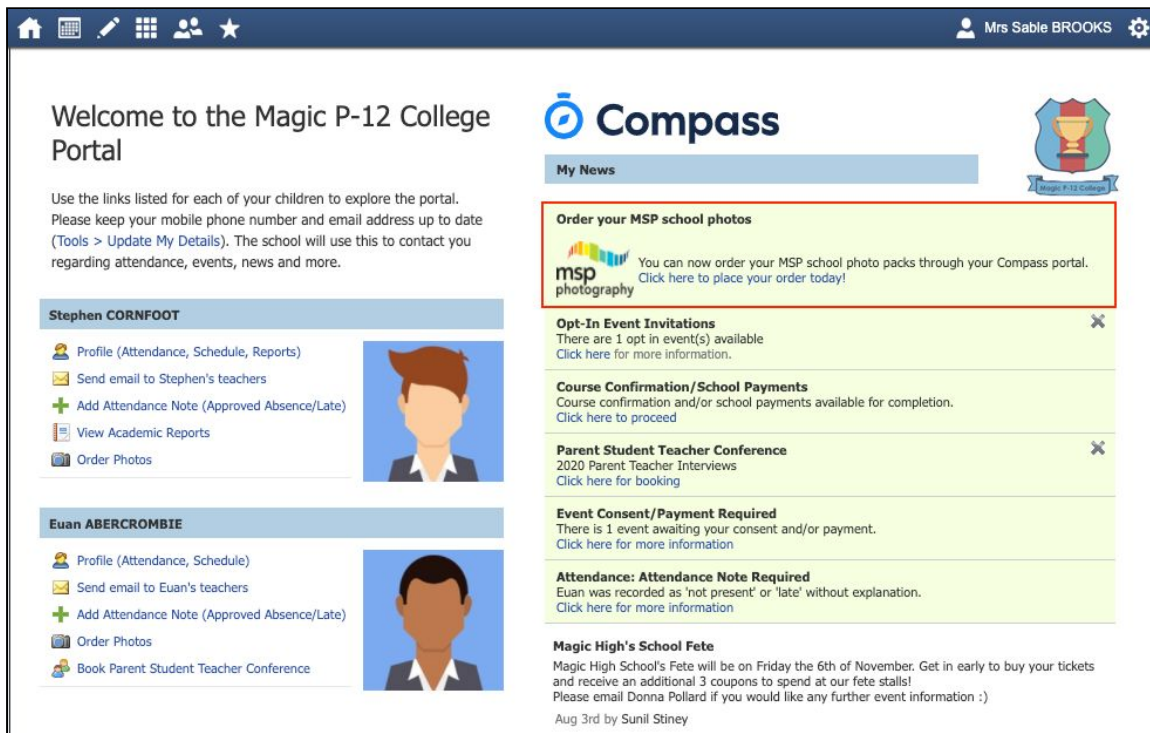 Mrs Sable BROOKS
Welcome to the Magic P-12 College
Portal
Use the links listed for each of your children to explore the portal.
Please keep your mobile phone number and email address up to date
(Tools > Update My Details). The school will use this to contact you
regarding attendance, events, news and more.
Stephen CORNFOOT
Profile (Attendance, Schedule, Reports)
Send email to Stephen's teachers
Add Attendance Note (Approved Absence/Late)
View Academic Reports
Order Photos
Euan ABERCROMBIE
Profile (Attendance, Schedule)
Send email to Euan's teachers
Add Attendance Note (Approved Absence/Late)
Order Photos
Book Parent Student Teacher Conference
Compass
Magic P-12 College
My News
Order your MSP school photos
msp
photography
You can now order your MSP school photo packs through your Compass portal.
Click here to place your order today!
Opt-In Event Invitations
There are 1 opt in event(s) available
Click here for more information.
Course Confirmation/School Payments
Course confirmation and/or school payments available for completion.
Click here to proceed
Parent Student Teacher Conference
2020 Parent Teacher Interviews
Click here for booking
Event Consent/Payment Required
There is 1 event awaiting your consent and/or payment.
Click here for more information
Attendance: Attendance Note Required
Euan was recorded as 'not present' or 'late' without explanation.
Click here for more information
Magic High's School Fete
Magic High School's Fete will be on Friday the 6th of November. Get in early to buy your tickets
and receive an additional 3 coupons to spend at our fete stalls!
Please email Donna Pollard if you would like any further event information :)
Aug 3rd by Sunil Stiney